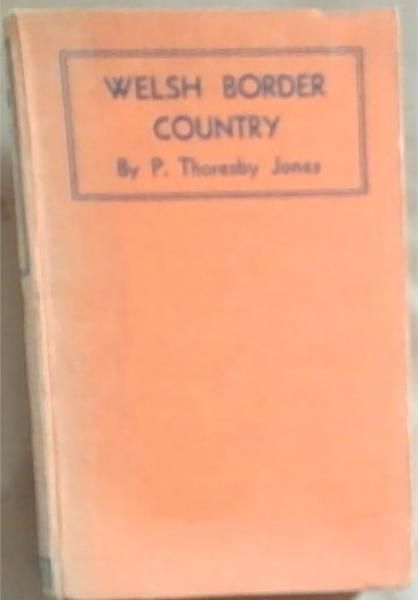 WELSH BORDER
COUNTRY
By P. Thoresby Jones